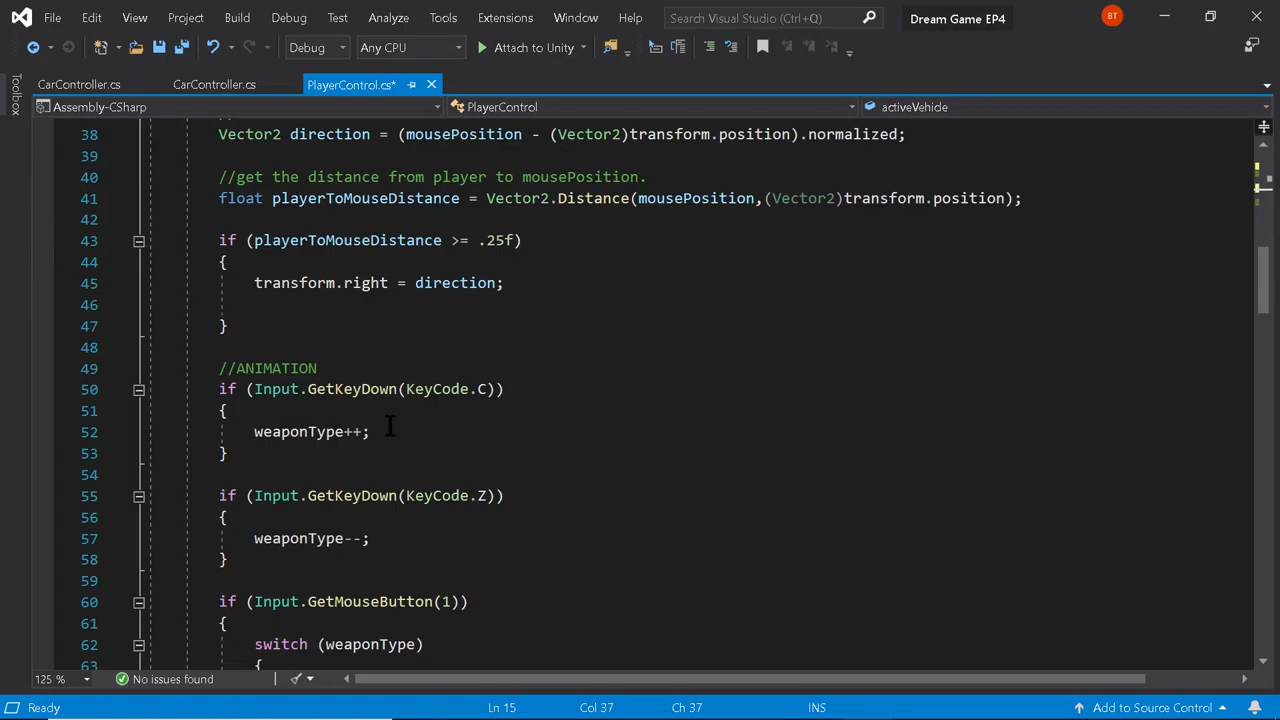 File Edit View Project Build Debug Test Analyze Tools Extensions Window Help Search Visual Studio (Ctrl+Q) Dream Game EP4 BT
Debug Any CPU Attach to Unity
Toolbox
CarController.cs CarController.cs PlayerControl.cs*
Assembly-CSharp PlayerControl activeVehicle
38 Vector2 direction = (mousePosition - (Vector2)transform.position).normalized;
39
40 //get the distance from player to mousePosition.
41 float playerToMouseDistance = Vector2.Distance(mousePosition,(Vector2)transform.position);
42
43 if (playerToMouseDistance >= .25f)
44 {
45 transform.right = direction;
46
47 }
48
49 //ANIMATION
50 if (Input.GetKeyDown(KeyCode.C))
51 {
52 weaponType++;
53 }
54
55 if (Input.GetKeyDown(KeyCode.Z))
56 {
57 weaponType--;
58 }
59
60 if (Input.GetMouseButton(1))
61 {
62 switch (weaponType)
63 {
125 % No issues found
Ready Ln 15 Col 37 Ch 37 INS Add to Source Control